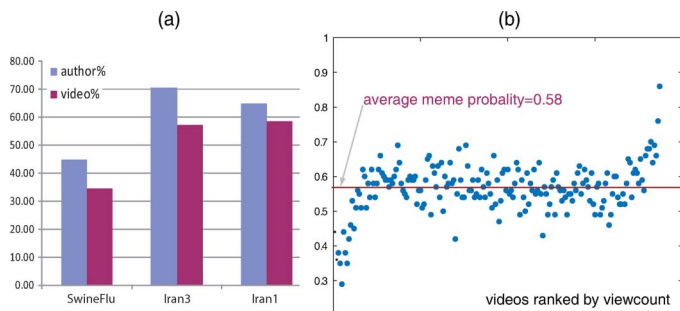 (a)
80.00
70.00
60.00
50.00
40.00
30.00
20.00
10.00
0.00
author%
video%
SwineFlu Iran3 Iran1
(b)
1
0.9
0.8
0.7
0.6
0.5
0.4
0.3
average meme probality=0.58
videos ranked by viewcount